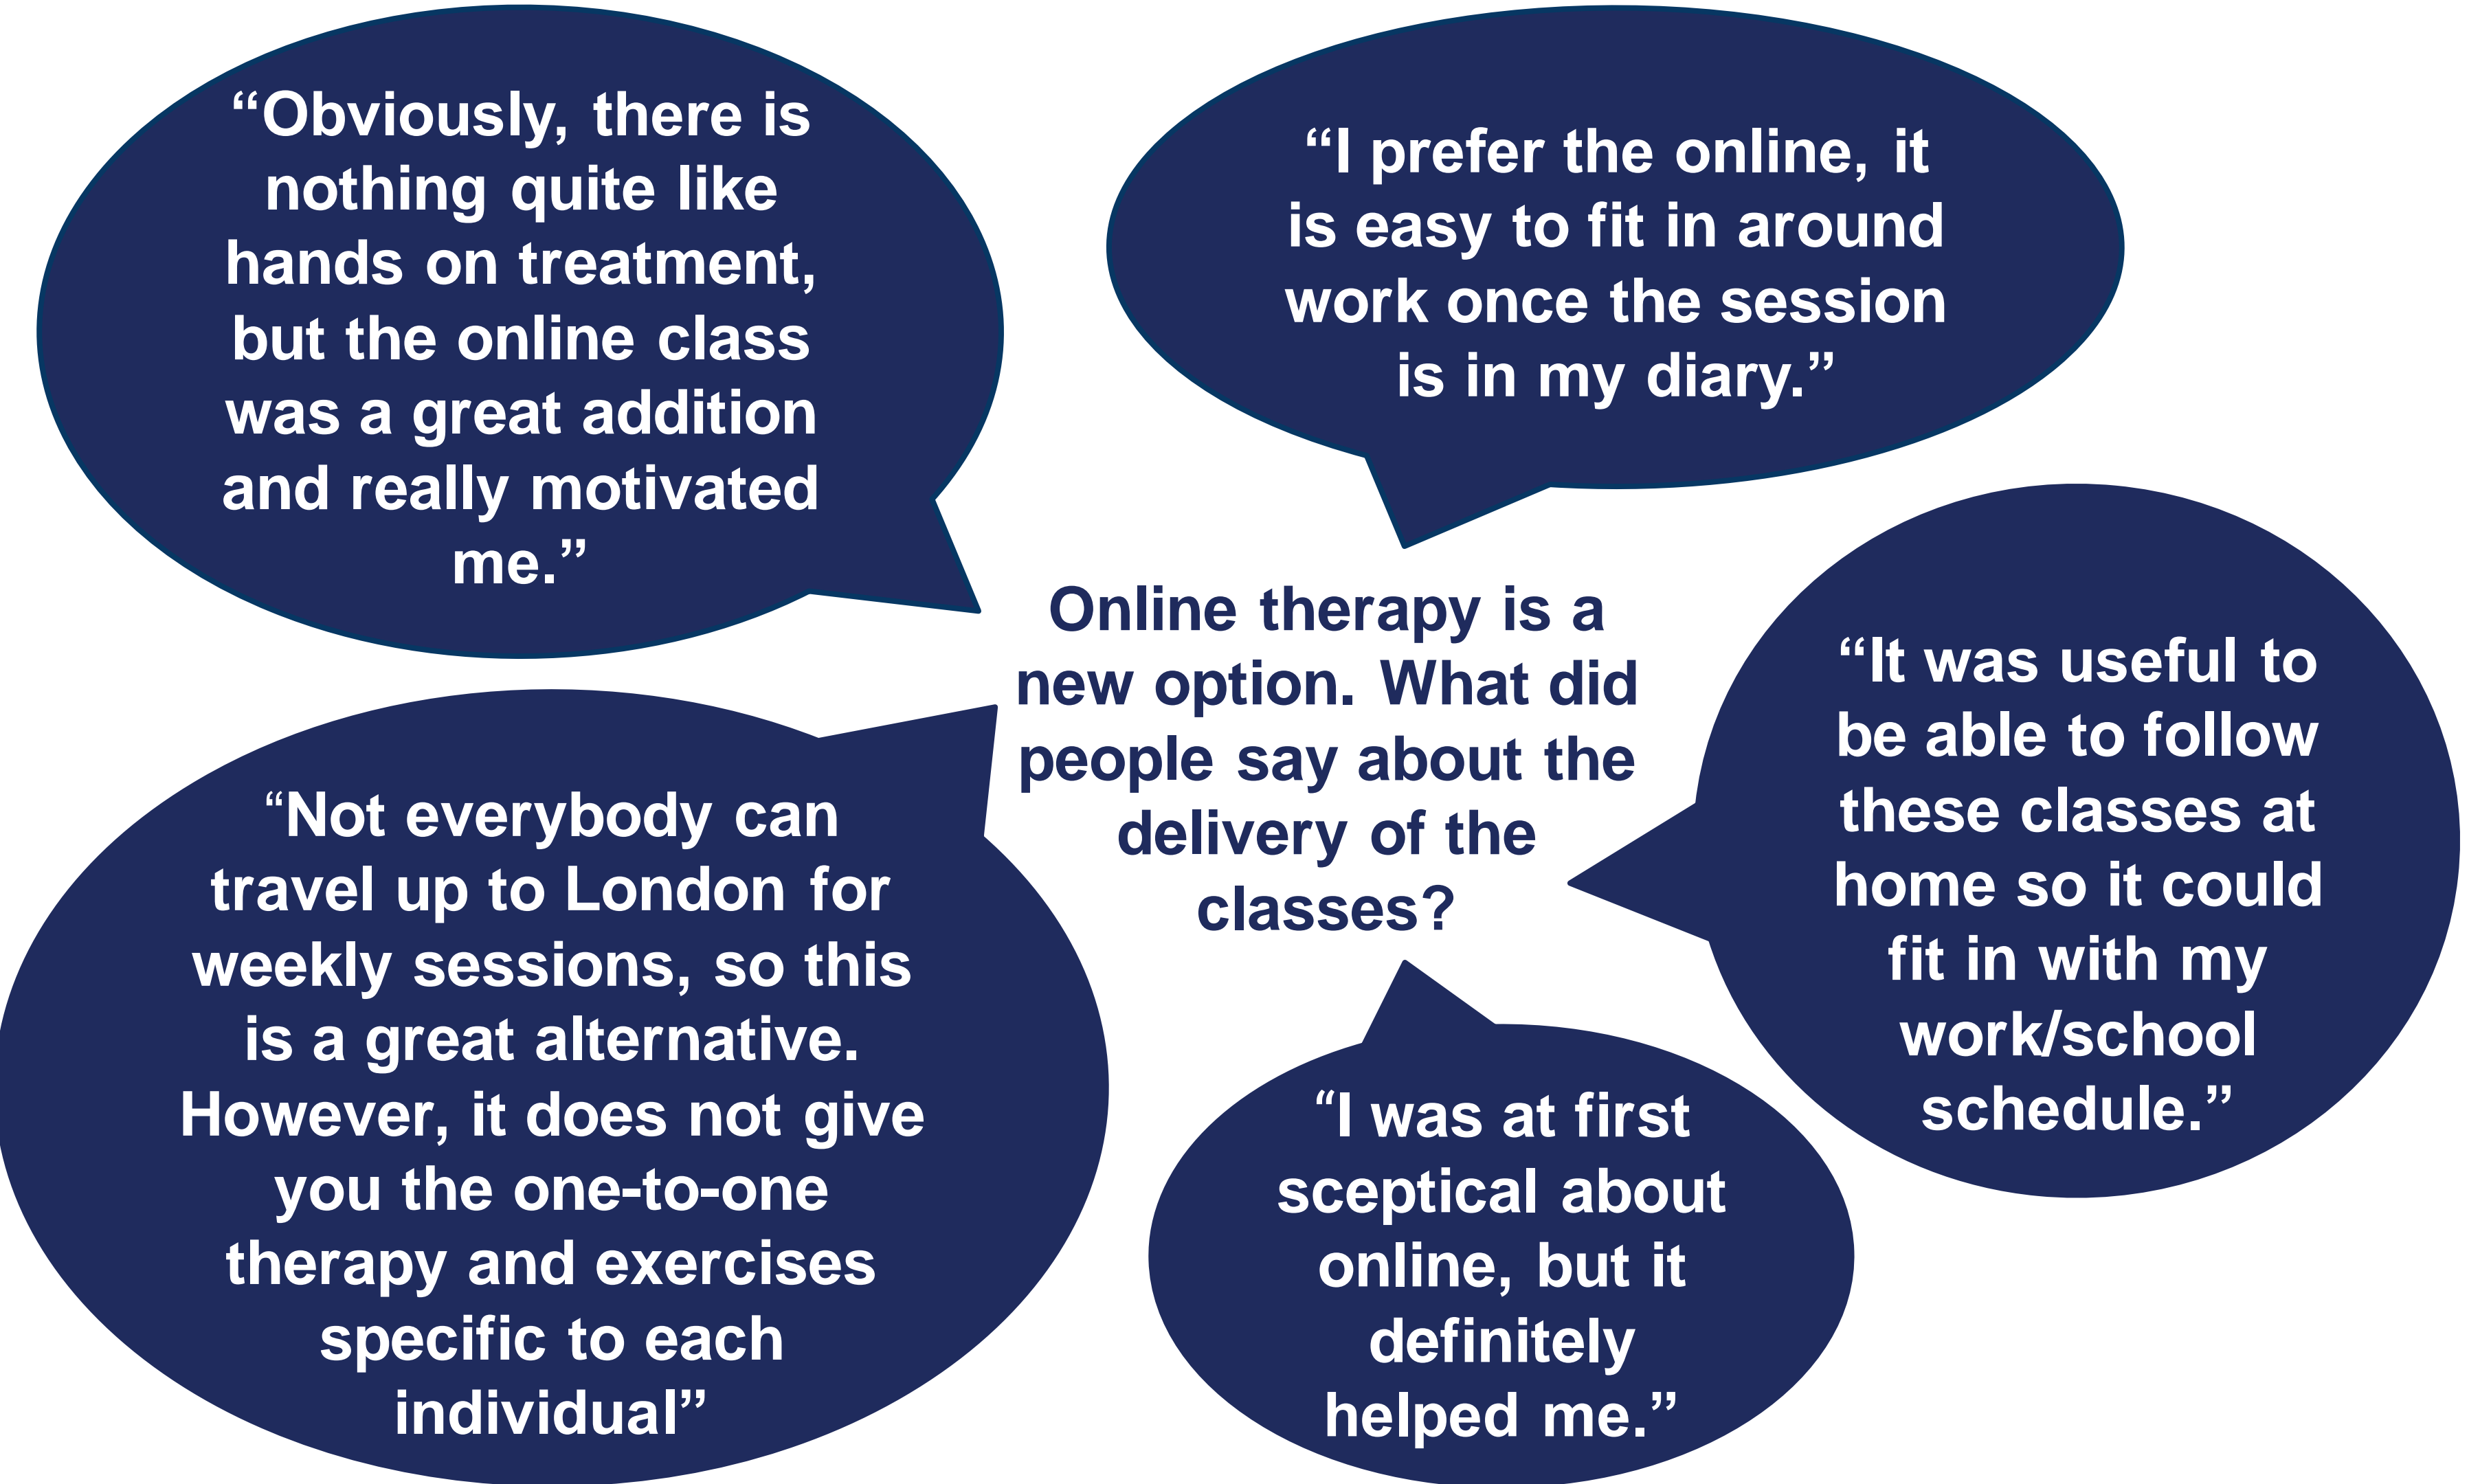 “Obviously, there is
nothing quite like
hands on treatment,
but the online class
was a great addition
and really motivated
me.”
“I prefer the online, it
is easy to fit in around
work once the session
is in my diary.”
Online therapy is a
new option. What did
people say about the
delivery of the
classes?
“It was useful to
be able to follow
these classes at
home so it could
fit in with my
work/school
schedule.”
“Not everybody can
travel up to London for
weekly sessions, so this
is a great alternative.
However, it does not give
you the one-to-one
therapy and exercises
specific to each
individual”
“I was at first
sceptical about
online, but it
definitely
helped me.”